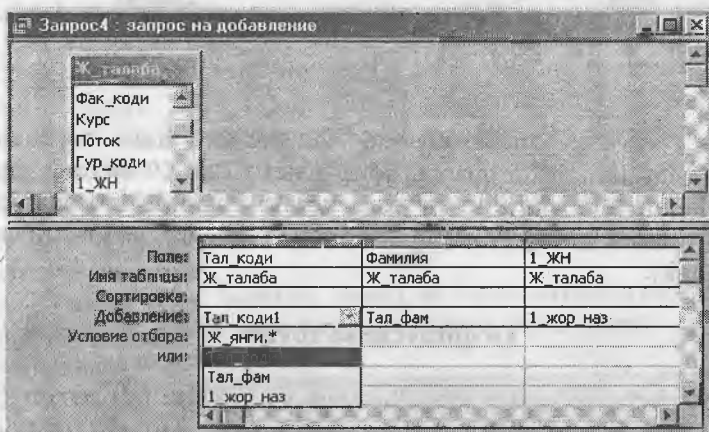 Запрос4 : запрос на добавление
Ж_талаба
Фак_коди
Курс
Поток
Гур_коди
1_ЖН
Поле: Тал_коди Фамилия 1_ЖН
Имя таблицы: Ж_талаба Ж_талаба Ж_талаба
Сортировка:
Добавление: Тал_коди1 Тал_фам 1_жор_наз
Условие отбора: Ж_янги.*
или:
Тал_фам
1_жор_наз